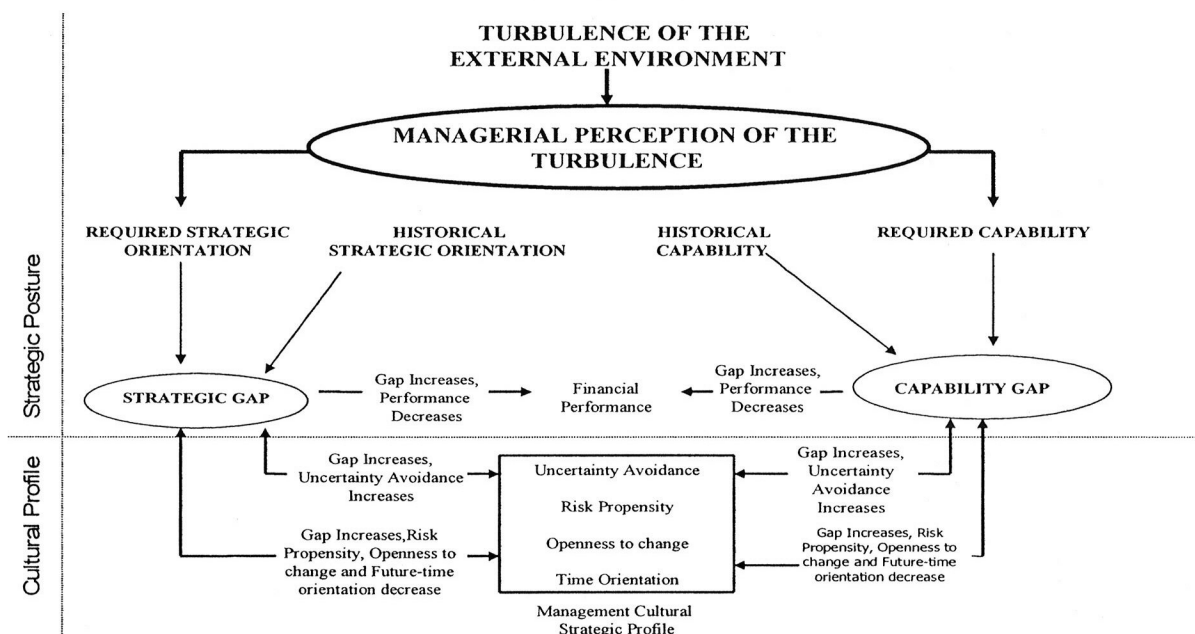 TURBULENCE OF THE
EXTERNAL ENVIRONMENT
MANAGERIAL PERCEPTION OF THE
TURBULENCE
REQUIRED STRATEGIC
ORIENTATION
HISTORICAL
STRATEGIC ORIENTATION
HISTORICAL
CAPABILITY
REQUIRED CAPABILITY
Strategic Posture
STRATEGIC GAP
Gap Increases,
Performance
Decreases
Financial
Performance
Gap Increases,
Performance
Decreases
CAPABILITY GAP
Cultural Profile
Gap Increases,
Uncertainty Avoidance
Increases
Gap Increases,Risk
Propensity, Openness to
change and Future-time
orientation decrease
Uncertainty Avoidance
Risk Propensity
Openness to change
Time Orientation
Management Cultural
Strategic Profile
Gap Increases,
Uncertainty
Avoidance
Increases
Gap Increases, Risk
Propensity, Openness to
change and Future-time
orientation decrease